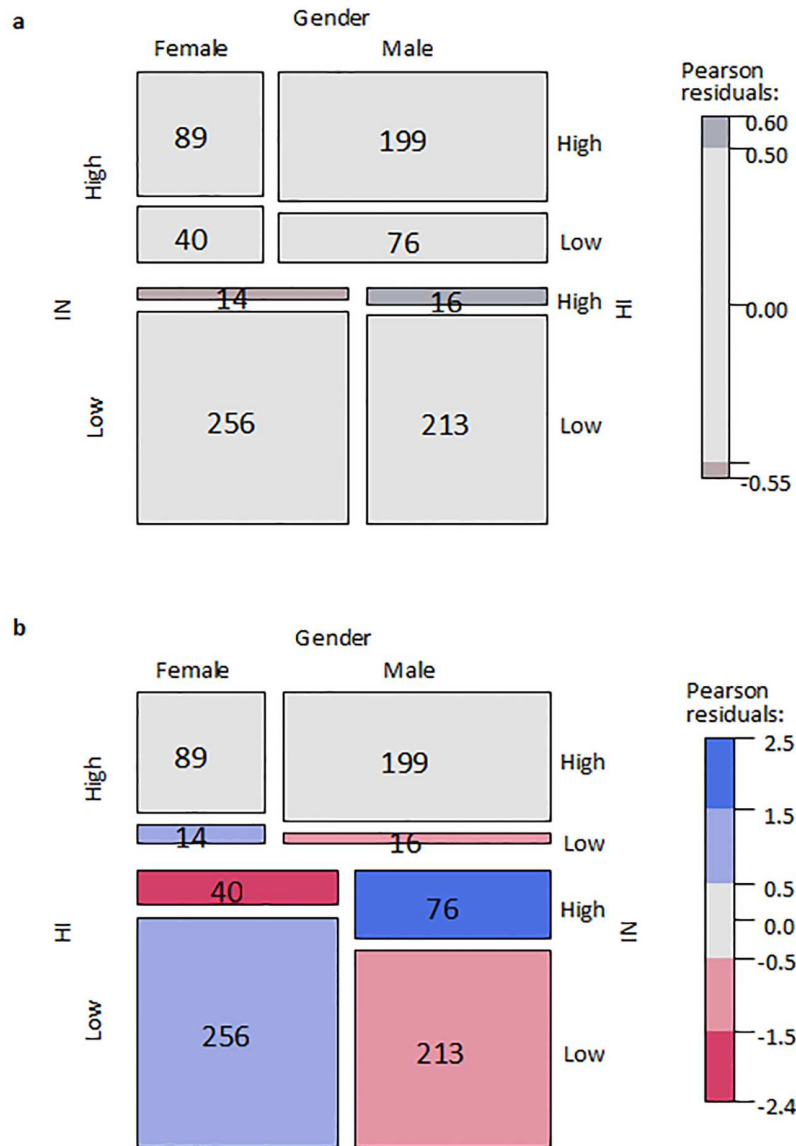 a
Gender
Female Male
Pearson
residuals:
0.60
0.50
0.00
-0.55
High
89 199 High
40 76 Low
IN
14 16 High
HI
Low
256 213 Low
b
Gender
Female Male
Pearson
residuals:
2.5
1.5
0.5
0.0
-0.5
-1.5
-2.4
High
89 199 High
14 16 Low
HI
40 76 High
IN
Low
256 213 Low